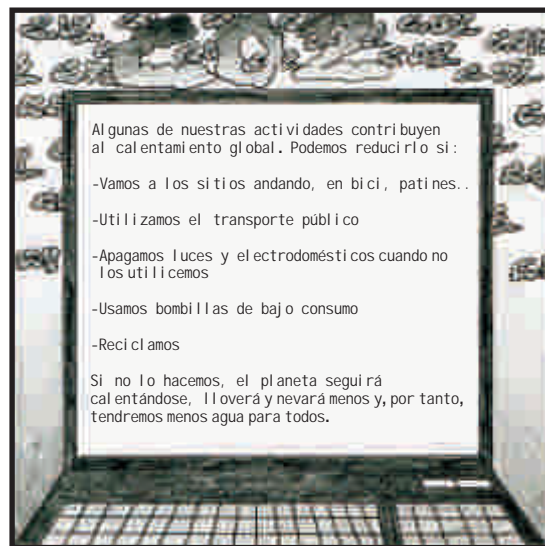 Algunas de nuestras actividades contribuyen
al calentamiento global. Podemos reducirlo si:
-Vamos a los sitios andando, en bici, patines..
-Utilizamos el transporte público
-Apagamos luces y electrodomésticos cuando no
los utilicemos
-Usamos bombillas de bajo consumo
-Reciclamos
Si no lo hacemos, el planeta seguirá
calentándose, lloverá y nevará menos y, por tanto,
tendremos menos agua para todos.